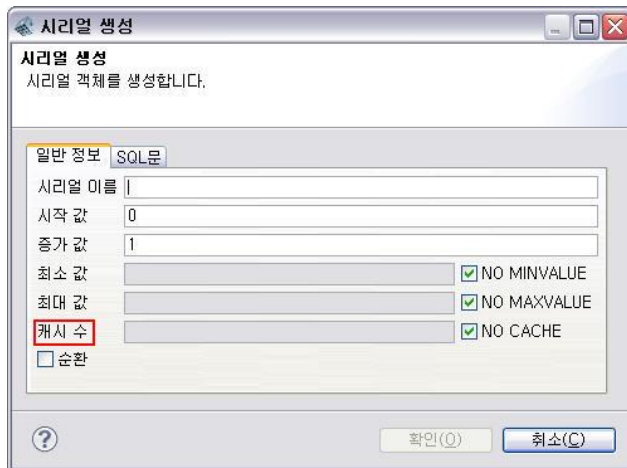 시리얼 생성
시리얼 생성
시리얼 객체를 생성합니다.
일반 정보 SQL문
시리얼 이름
시작 값 0
증가 값 1
최소 값 NO MINVALUE
최대 값 NO MAXVALUE
캐시 수 NO CACHE
순환
확인(O) 취소(C)